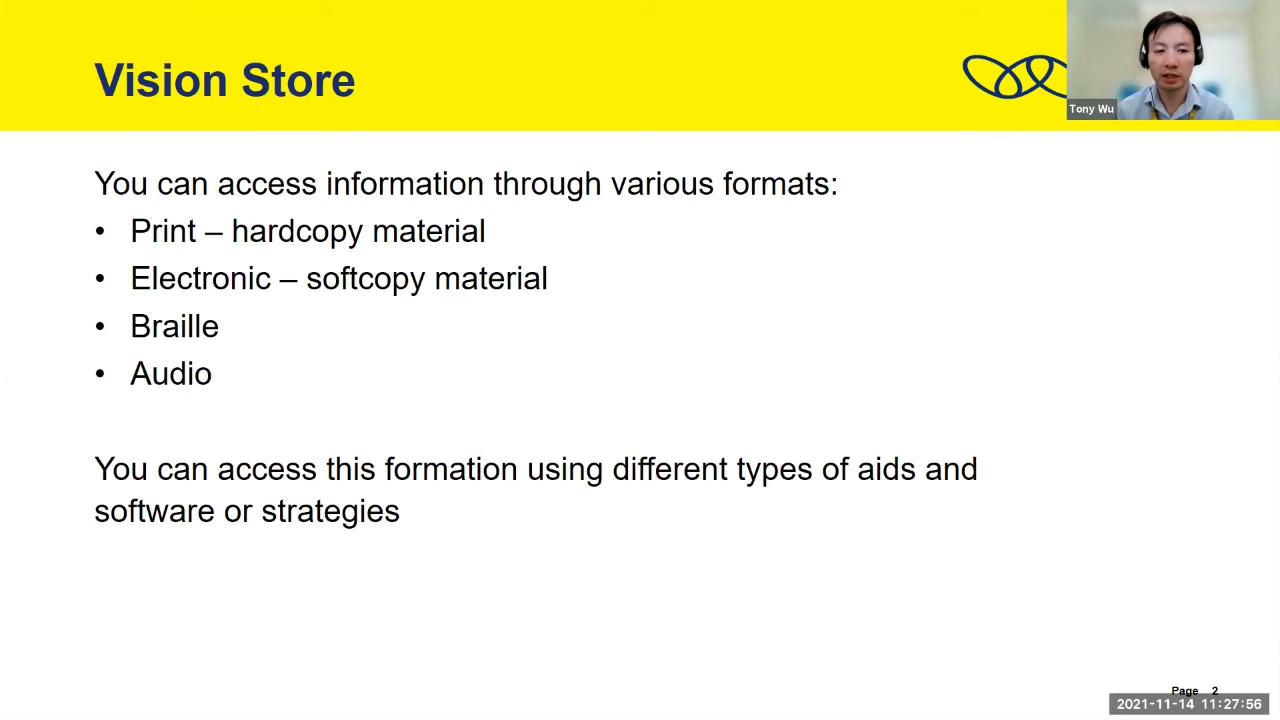 Vision Store
Tony Wu
You can access information through various formats:
• Print – hardcopy material
• Electronic – softcopy material
• Braille
• Audio
You can access this formation using different types of aids and
software or strategies
Page 2
2021-11-14 11:27:56